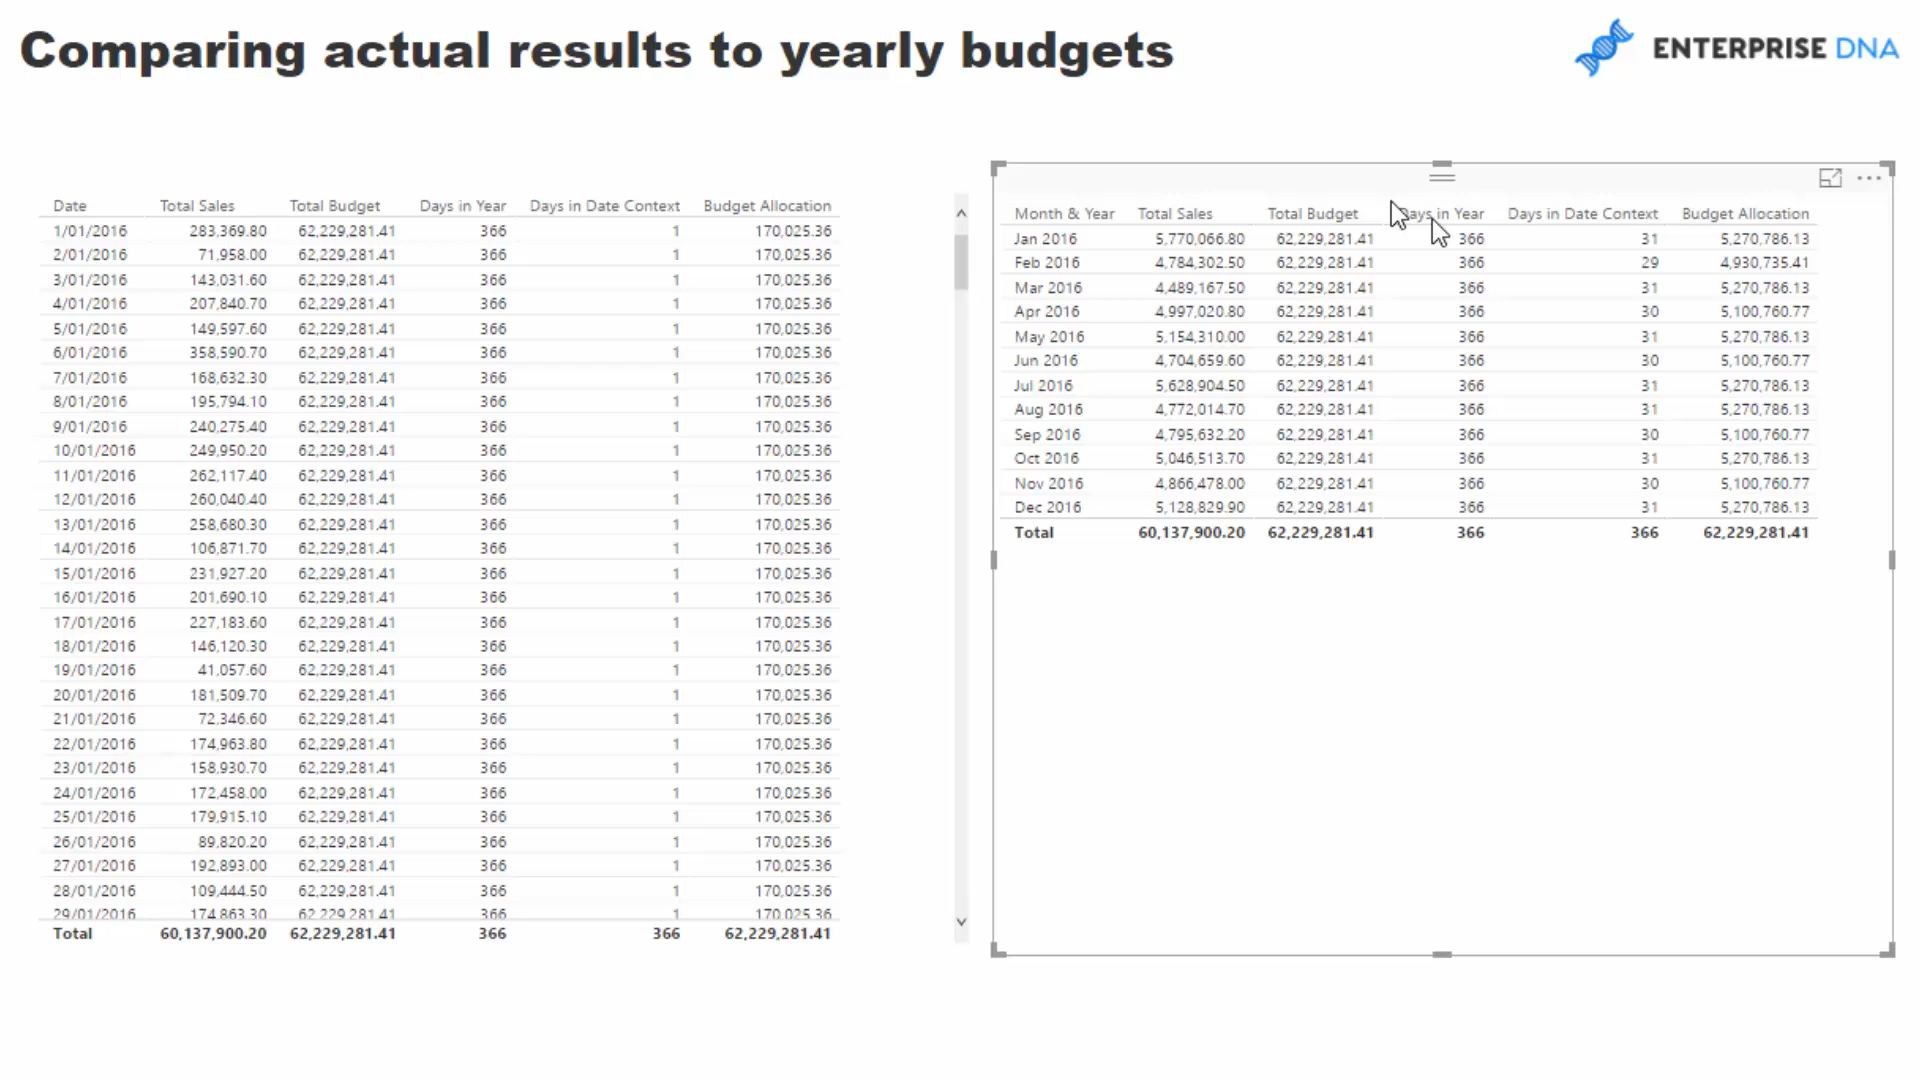 Comparing actual results to yearly budgets
ENTERPRISE DNA
Date Total Sales Total Budget Days in Year Days in Date Context Budget Allocation
1/01/2016 283,369.80 62,229,281.41 366 1 170,025.36
2/01/2016 71,958.00 62,229,281.41 366 1 170,025.36
3/01/2016 143,031.60 62,229,281.41 366 1 170,025.36
4/01/2016 207,840.70 62,229,281.41 366 1 170,025.36
5/01/2016 149,597.60 62,229,281.41 366 1 170,025.36
6/01/2016 358,590.70 62,229,281.41 366 1 170,025.36
7/01/2016 168,632.30 62,229,281.41 366 1 170,025.36
8/01/2016 195,794.10 62,229,281.41 366 1 170,025.36
9/01/2016 240,275.40 62,229,281.41 366 1 170,025.36
10/01/2016 249,950.20 62,229,281.41 366 1 170,025.36
11/01/2016 262,117.40 62,229,281.41 366 1 170,025.36
12/01/2016 260,040.40 62,229,281.41 366 1 170,025.36
13/01/2016 258,680.30 62,229,281.41 366 1 170,025.36
14/01/2016 106,871.70 62,229,281.41 366 1 170,025.36
15/01/2016 231,927.20 62,229,281.41 366 1 170,025.36
16/01/2016 201,690.10 62,229,281.41 366 1 170,025.36
17/01/2016 227,183.60 62,229,281.41 366 1 170,025.36
18/01/2016 146,120.30 62,229,281.41 366 1 170,025.36
19/01/2016 41,057.60 62,229,281.41 366 1 170,025.36
20/01/2016 181,509.70 62,229,281.41 366 1 170,025.36
21/01/2016 72,346.60 62,229,281.41 366 1 170,025.36
22/01/2016 174,963.80 62,229,281.41 366 1 170,025.36
23/01/2016 158,930.70 62,229,281.41 366 1 170,025.36
24/01/2016 172,458.00 62,229,281.41 366 1 170,025.36
25/01/2016 179,915.10 62,229,281.41 366 1 170,025.36
26/01/2016 89,820.20 62,229,281.41 366 1 170,025.36
27/01/2016 192,893.00 62,229,281.41 366 1 170,025.36
28/01/2016 109,444.50 62,229,281.41 366 1 170,025.36
29/01/2016 174,863.30 62,229,281.41 366 1 170,025.36
Total 60,137,900.20 62,229,281.41 366 366 62,229,281.41
Month & Year Total Sales Total Budget Days in Year Days in Date Context Budget Allocation
Jan 2016 5,770,066.80 62,229,281.41 366 31 5,270,786.13
Feb 2016 4,784,302.50 62,229,281.41 366 29 4,930,735.41
Mar 2016 4,489,167.50 62,229,281.41 366 31 5,270,786.13
Apr 2016 4,997,020.80 62,229,281.41 366 30 5,100,760.77
May 2016 5,154,310.00 62,229,281.41 366 31 5,270,786.13
Jun 2016 4,704,659.60 62,229,281.41 366 30 5,100,760.77
Jul 2016 5,628,904.50 62,229,281.41 366 31 5,270,786.13
Aug 2016 4,772,014.70 62,229,281.41 366 31 5,270,786.13
Sep 2016 4,795,632.20 62,229,281.41 366 30 5,100,760.77
Oct 2016 5,046,513.70 62,229,281.41 366 31 5,270,786.13
Nov 2016 4,866,478.00 62,229,281.41 366 30 5,100,760.77
Dec 2016 5,128,829.90 62,229,281.41 366 31 5,270,786.13
Total 60,137,900.20 62,229,281.41 366 366 62,229,281.41